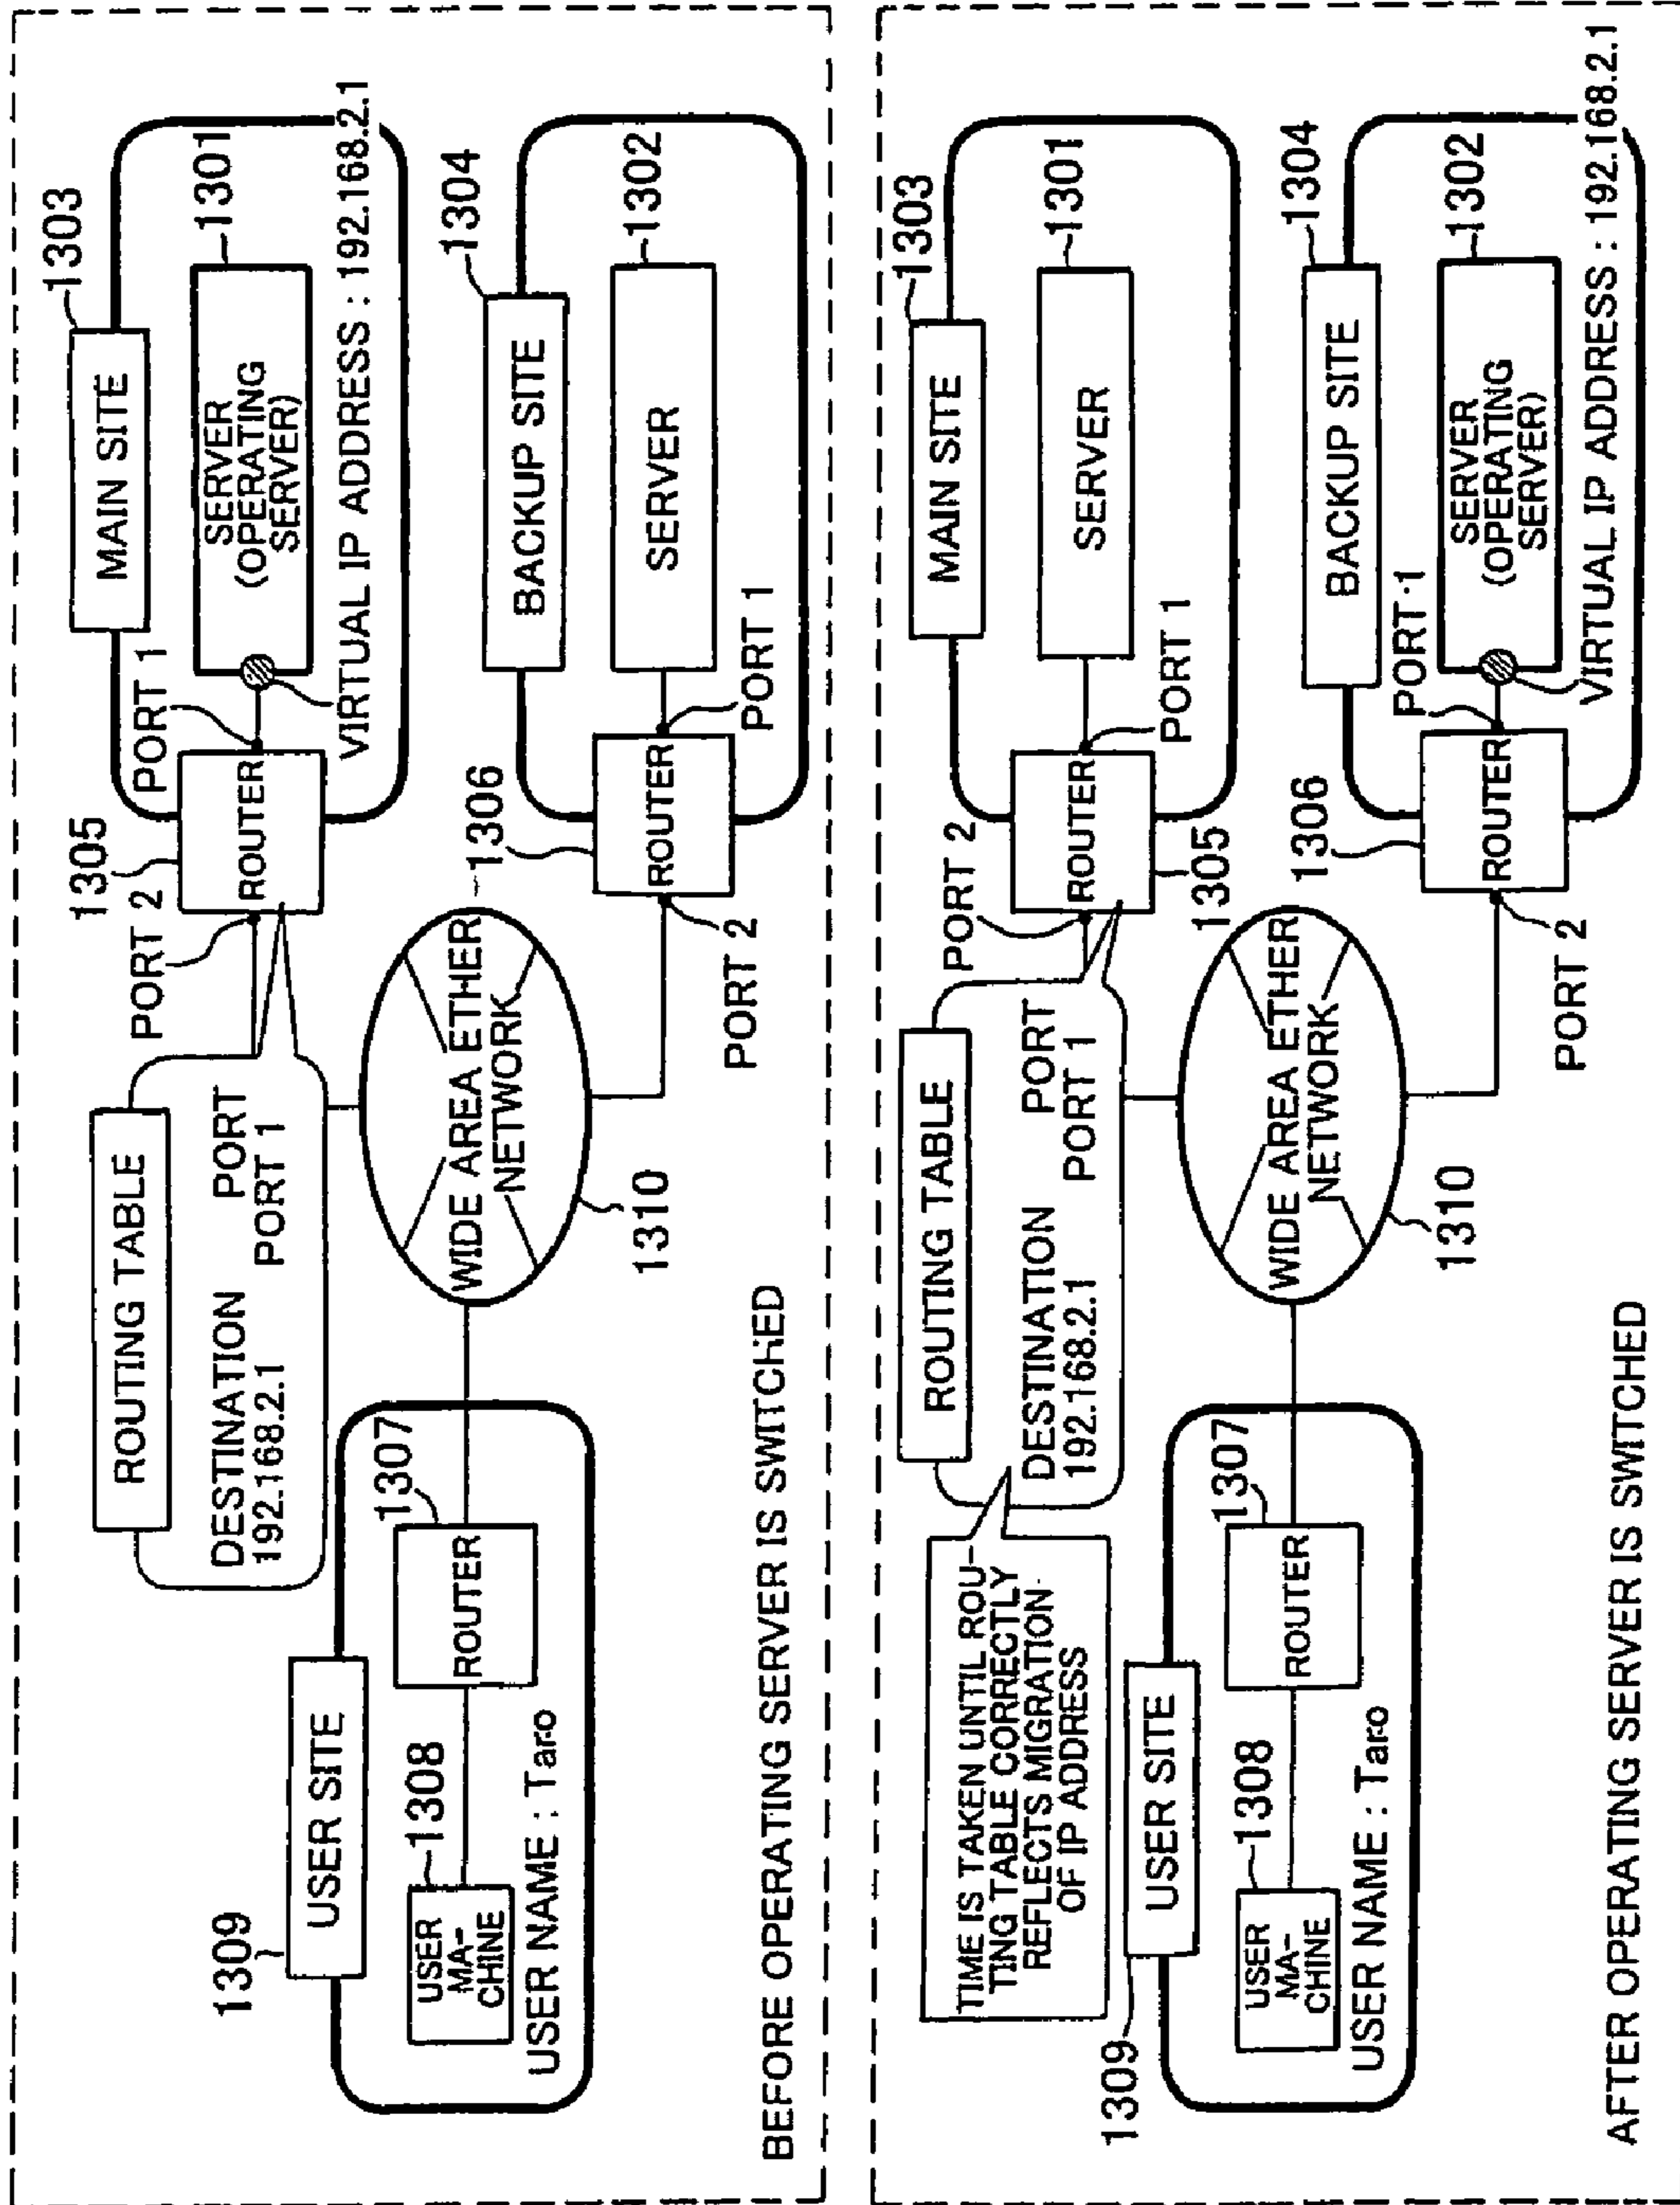 1303
MAIN SITE
1301
SERVER
(OPERATING
SERVER)
VIRTUAL IP ADDRESS : 192.168.2.1
PORT 1
1305
ROUTER
PORT 2
ROUTING TABLE
DESTINATION PORT
192.168.2.1 PORT 1
1304
BACKUP SITE
1302
SERVER
PORT 1
1306
ROUTER
PORT 2
WIDE AREA ETHER
NETWORK
1310
1309
USER SITE
1307
ROUTER
1308
USER
MA-
CHINE
USER NAME : Taro
BEFORE OPERATING SERVER IS SWITCHED
1303
MAIN SITE
1301
SERVER
PORT 1
PORT 2
ROUTER
1305
ROUTING TABLE
DESTINATION PORT
192.168.2.1 PORT 1
TIME IS TAKEN UNTIL ROU-
TING TABLE CORRECTLY
REFLECTS MIGRATION
OF IP ADDRESS
1304
BACKUP SITE
1302
SERVER
(OPERATING
SERVER)
VIRTUAL IP ADDRESS : 192.168.2.1
PORT 1
1306
ROUTER
PORT 2
WIDE AREA ETHER
NETWORK
1310
1309
USER SITE
1307
ROUTER
1308
USER
MA-
CHINE
USER NAME : Taro
AFTER OPERATING SERVER IS SWITCHED